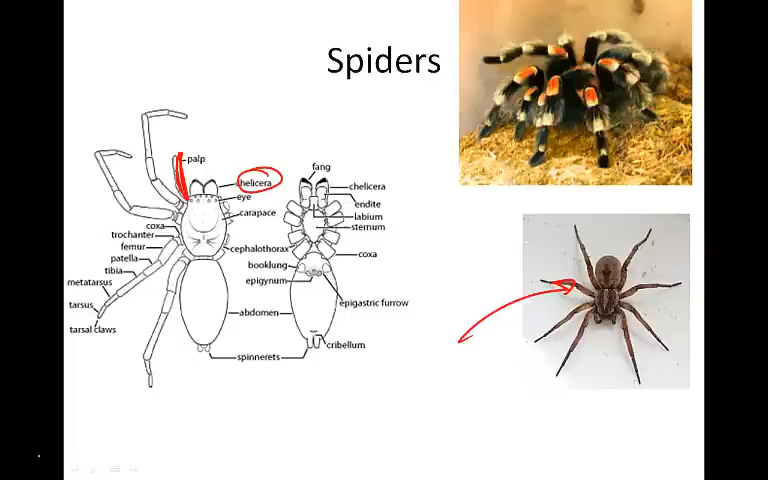 Spiders
palp
chelicera
eye
carapace
coxa
trochanter
femur
patella
tibia
metatarsus
tarsus
tarsal claws
cephalothorax
abdomen
spinnerets
fang
chelicera
endite
labium
sternum
coxa
booklung
epigynum
epigastric furrow
cribellum